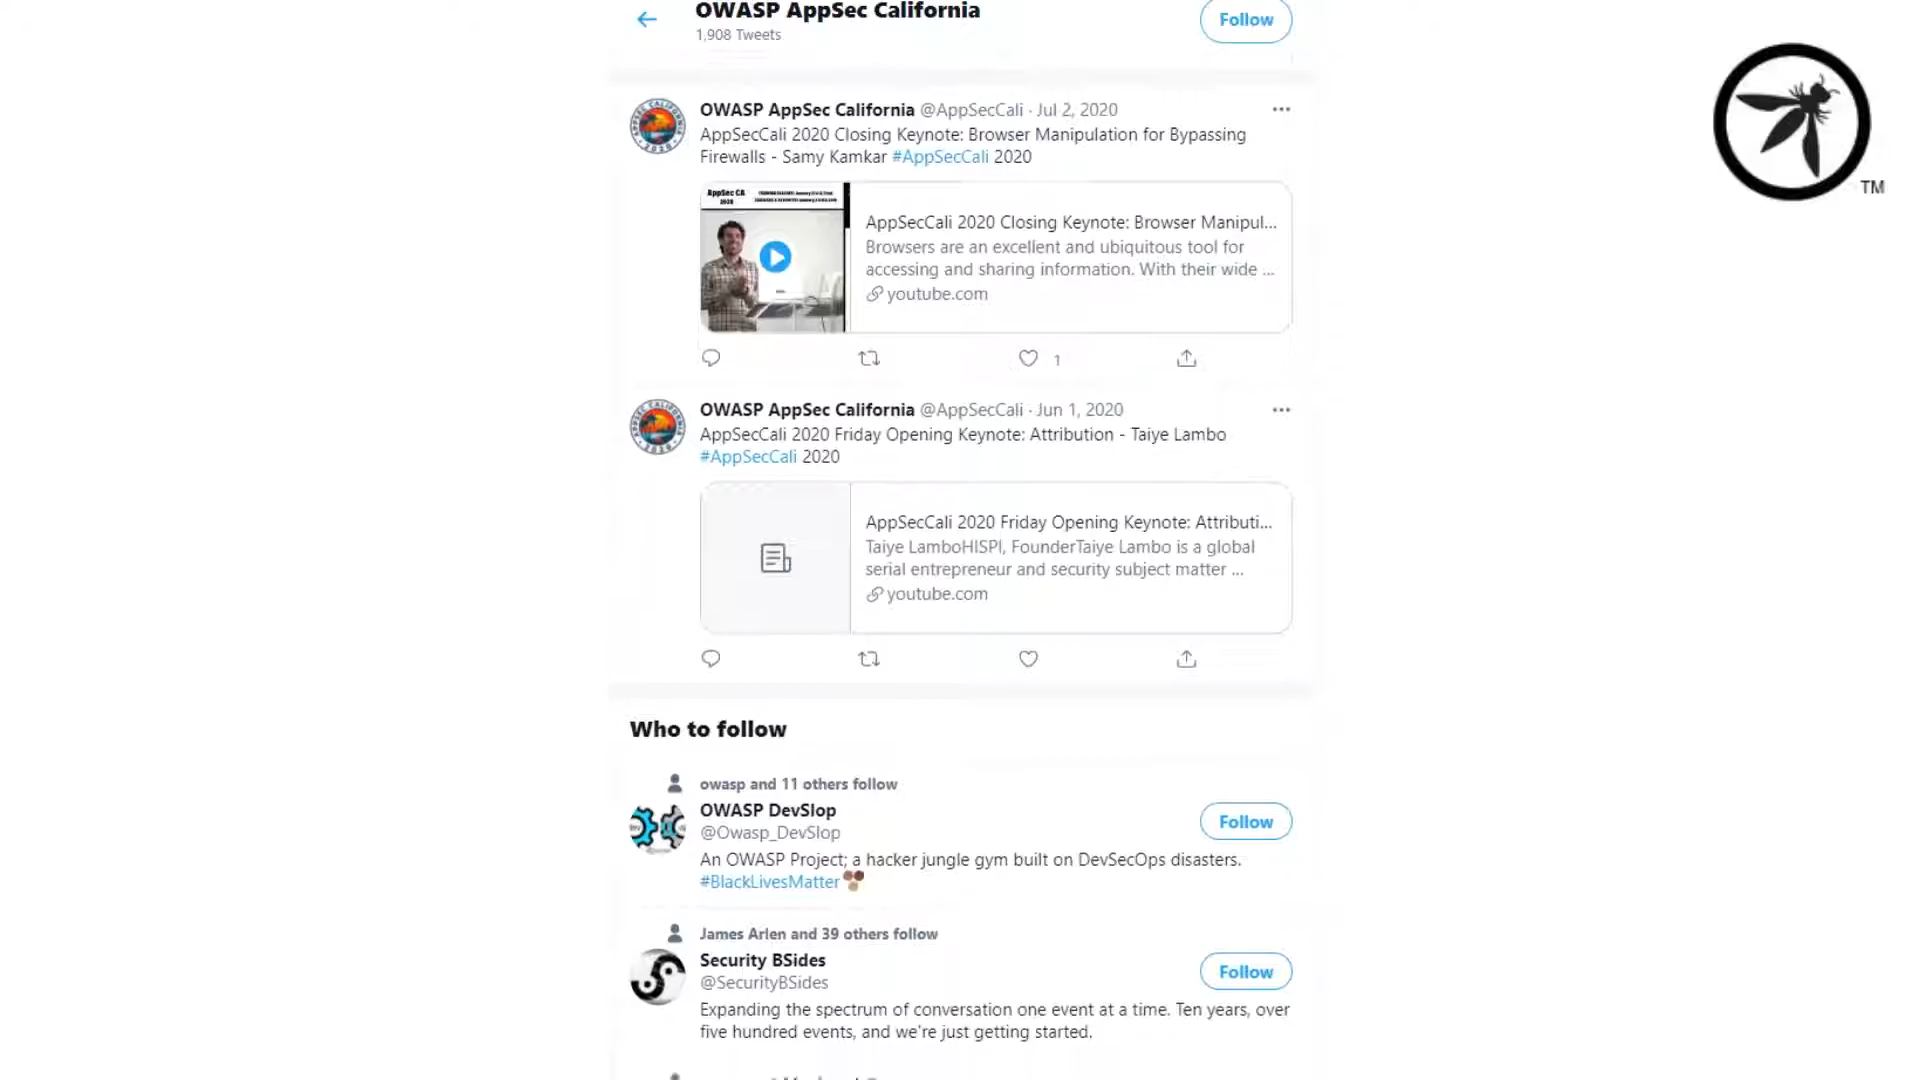 OWASP AppSec California
1,908 Tweets
Follow
OWASP AppSec California @AppSecCali · Jul 2, 2020
AppSecCali 2020 Closing Keynote: Browser Manipulation for Bypassing
Firewalls - Samy Kamkar #AppSecCali 2020
AppSec CA
2020
AppSecCali 2020 Closing Keynote: Browser Manipul...
Browsers are an excellent and ubiquitous tool for
accessing and sharing information. With their wide ...
youtube.com
1
OWASP AppSec California @AppSecCali · Jun 1, 2020
AppSecCali 2020 Friday Opening Keynote: Attribution - Taiye Lambo
#AppSecCali 2020
AppSecCali 2020 Friday Opening Keynote: Attributi...
Taiye LamboHISPI, FounderTaiye Lambo is a global
serial entrepreneur and security subject matter ...
youtube.com
Who to follow
owasp and 11 others follow
OWASP DevSlop
@Owasp_DevSlop
Follow
An OWASP Project; a hacker jungle gym built on DevSecOps disasters.
#BlackLivesMatter
James Arlen and 39 others follow
Security BSides
@SecurityBSides
Follow
Expanding the spectrum of conversation one event at a time. Ten years, over
five hundred events, and we're just getting started.
TM